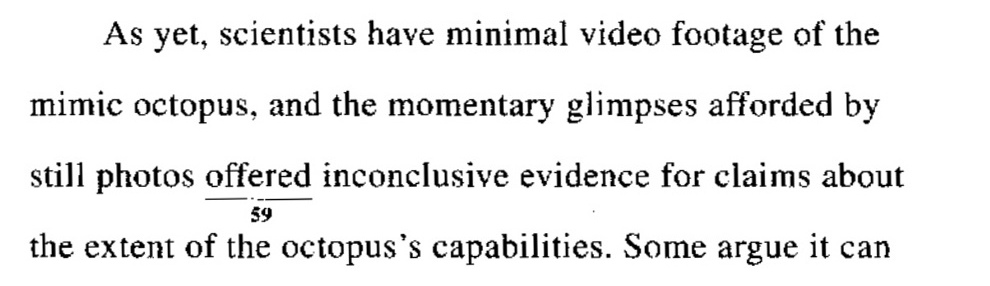 As yet, scientists have minimal video footage of the
mimic octopus, and the momentary glimpses afforded by
still photos offered inconclusive evidence for claims about
59
the extent of the octopus's capabilities. Some argue it can